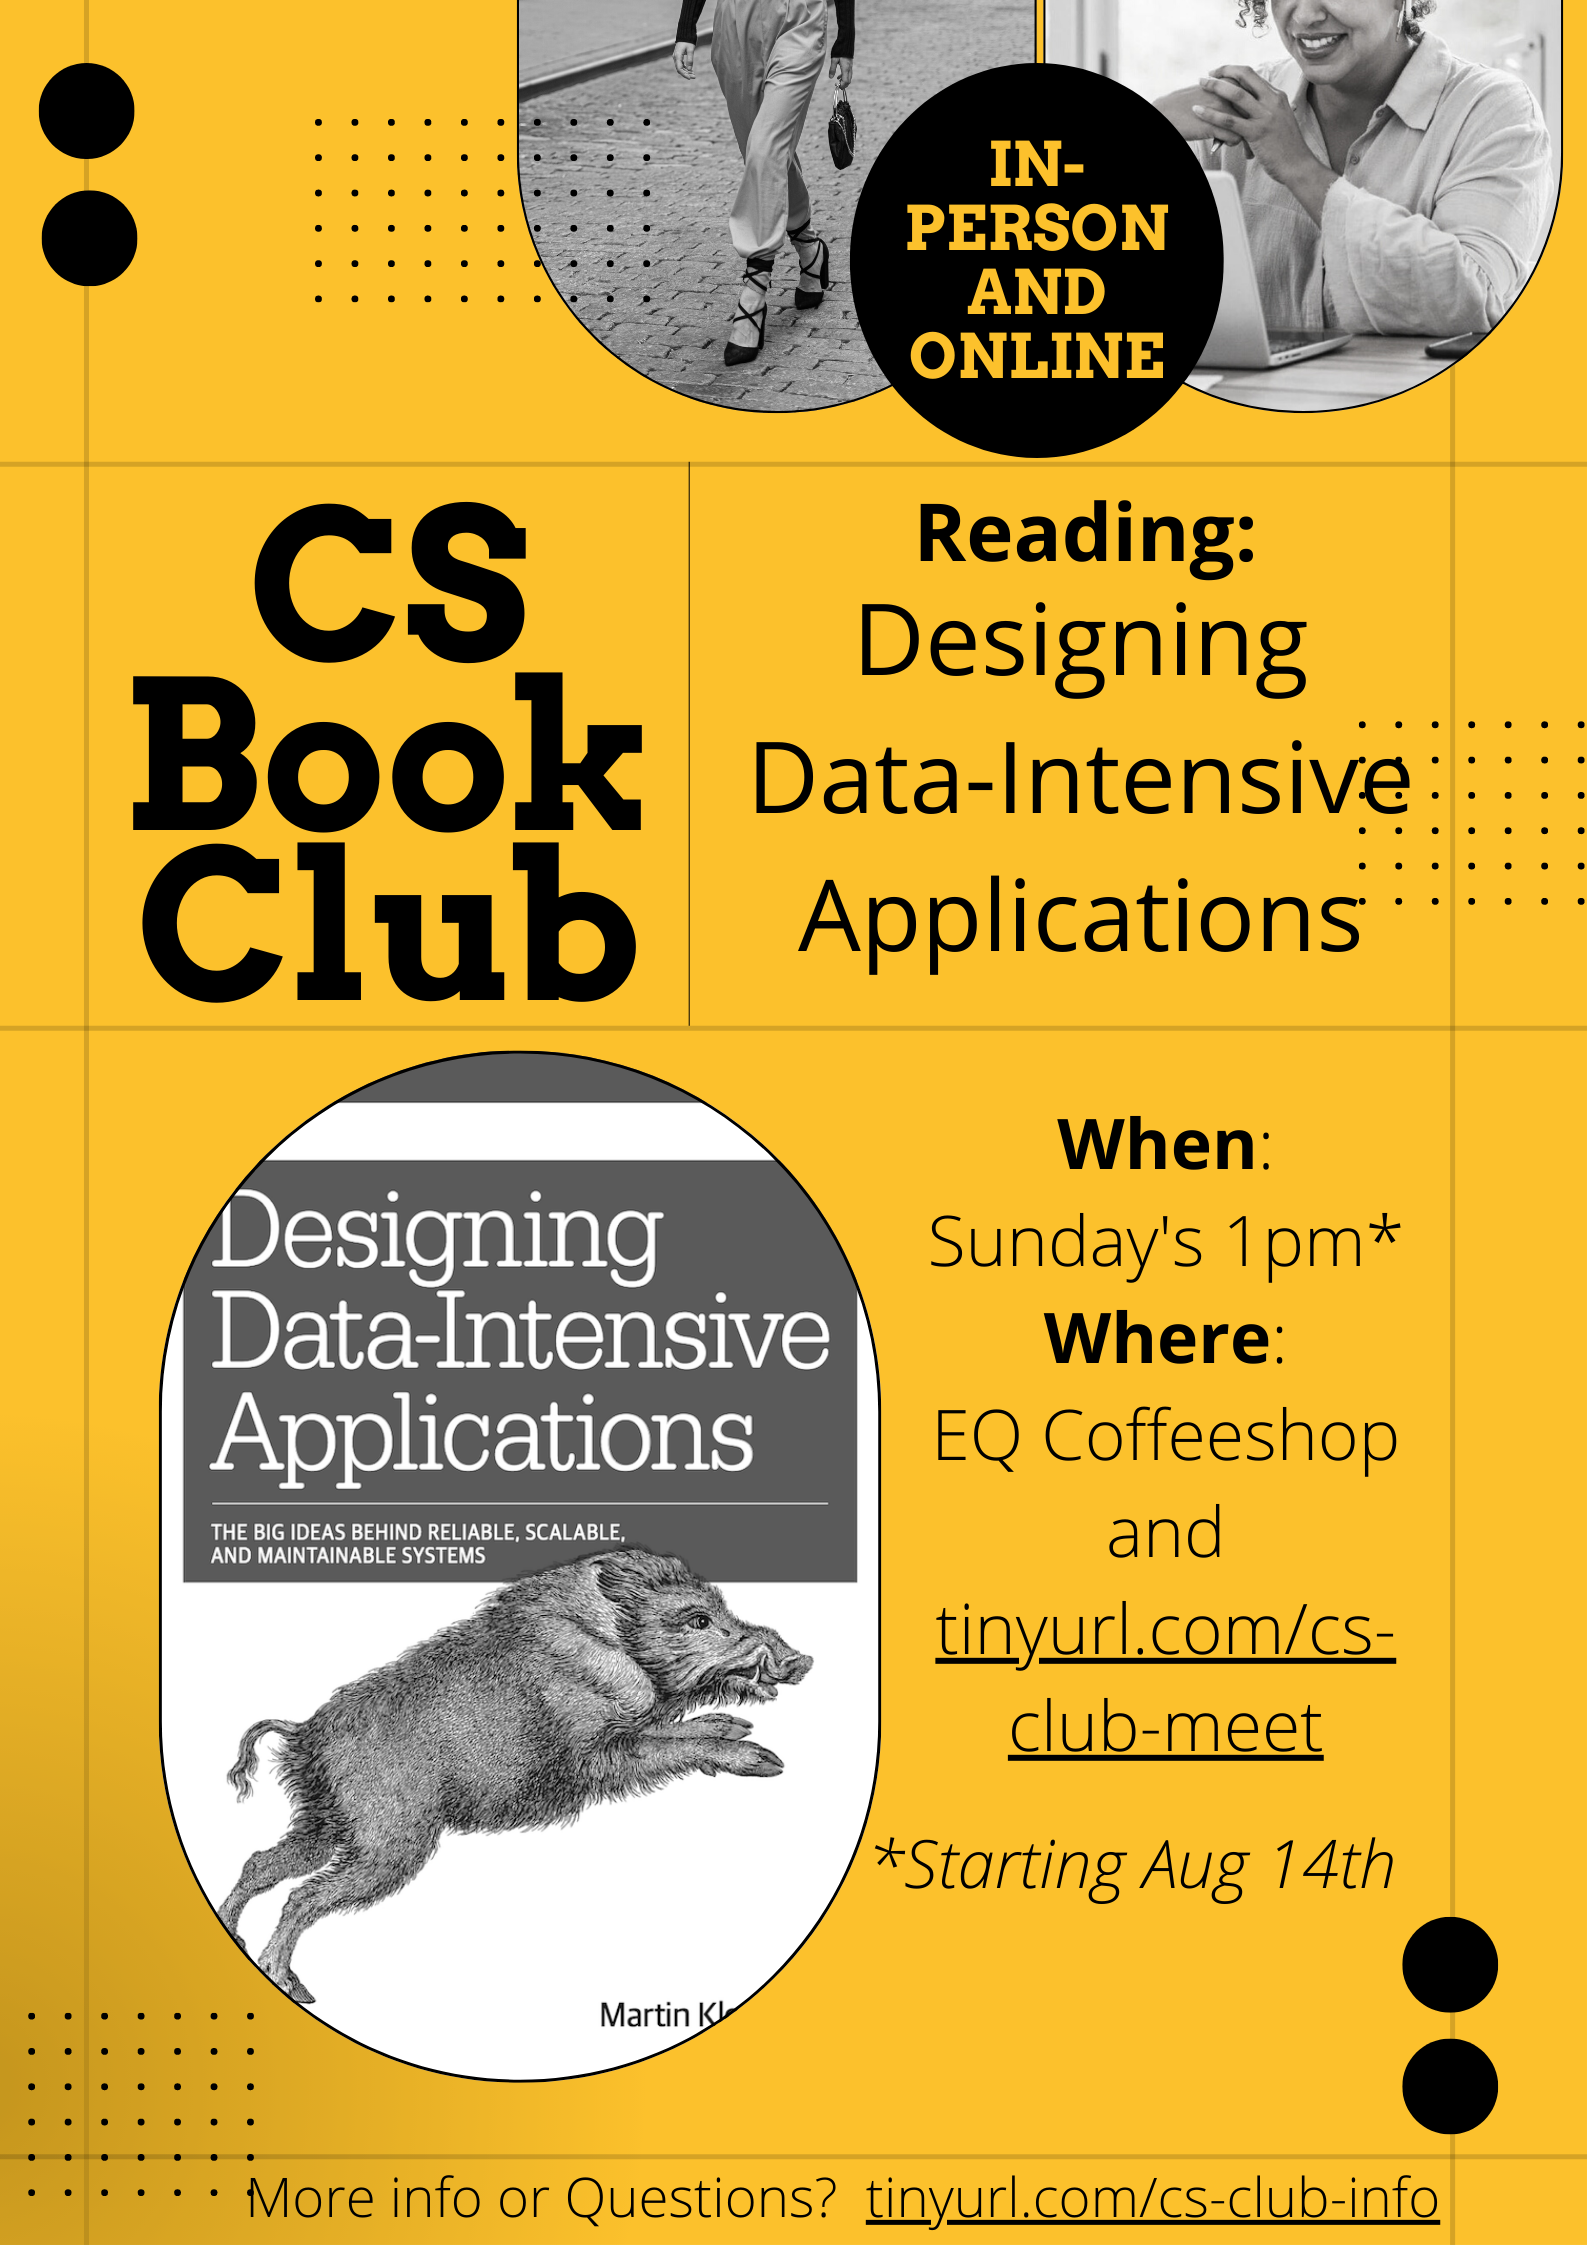 IN-
PERSON
AND
ONLINE
CS
Book
Club
Reading:
Designing
Data-Intensive
Applications
Designing
Data-Intensive
Applications
THE BIG IDEAS BEHIND RELIABLE, SCALABLE,
AND MAINTAINABLE SYSTEMS
Martin
When:
Sunday's 1pm*
Where:
EQ Coffeeshop
and
tinyurl.com/cs-
club-meet
*Starting Aug 14th
More info or Questions? tinyurl.com/cs-club-info